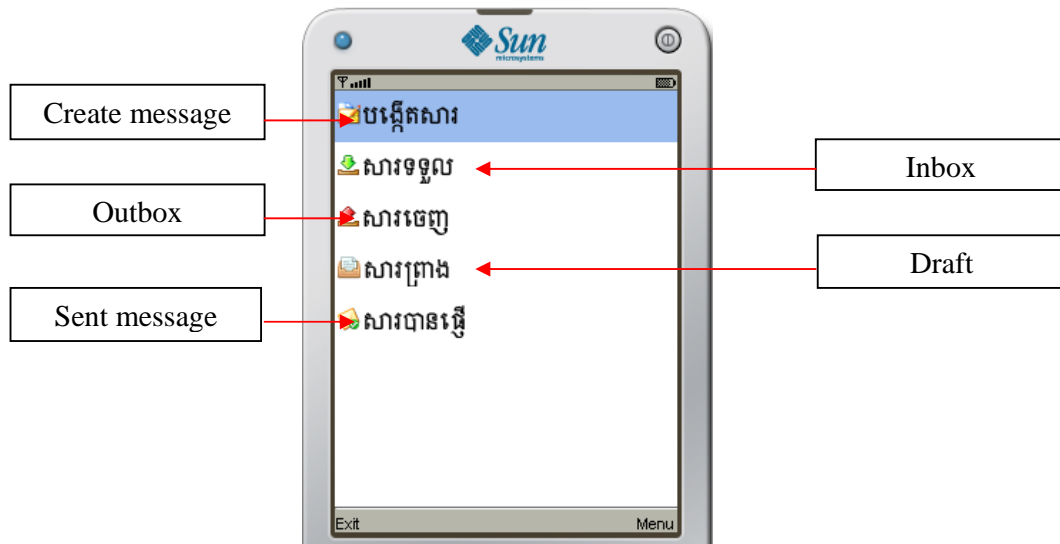 Sun
microsystems
Create message
បង្កើតសារ
សារទទួល
Inbox
Outbox
សារចេញ
សារព្រាង
Draft
Sent message
សារបានផ្ញើ
Exit
Menu